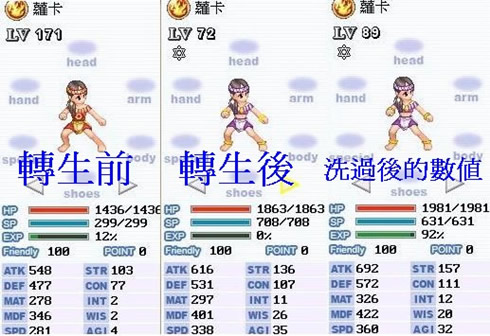 蘿卡
LV 171
head
hand
arm
轉生前
special
body
shoes
HP 1436/1436
SP 299/299
EXP 12%
Friendly 100 POINT 0
ATK 548 STR 103
DEF 477 CON 77
MAT 278 INT 2
MDF 346 WIS 2
SPD 281 AGI 4
蘿卡
LV 72
head
hand
arm
轉生後
body
shoes
HP 1863/1863
SP 708/708
EXP 0%
Friendly 100 POINT 0
ATK 616 STR 136
DEF 531 CON 107
MAT 297 INT 11
MDF 401 WIS 26
SPD 338 AGI 35
蘿卡
LV 89
head
hand
arm
洗過後的數值
special
body
shoes
HP 1981/1981
SP 631/631
EXP 92%
Friendly 100 POINT 0
ATK 692 STR 157
DEF 572 CON 111
MAT 326 INT 12
MDF 422 WIS 20
SPD 360 AGI 32